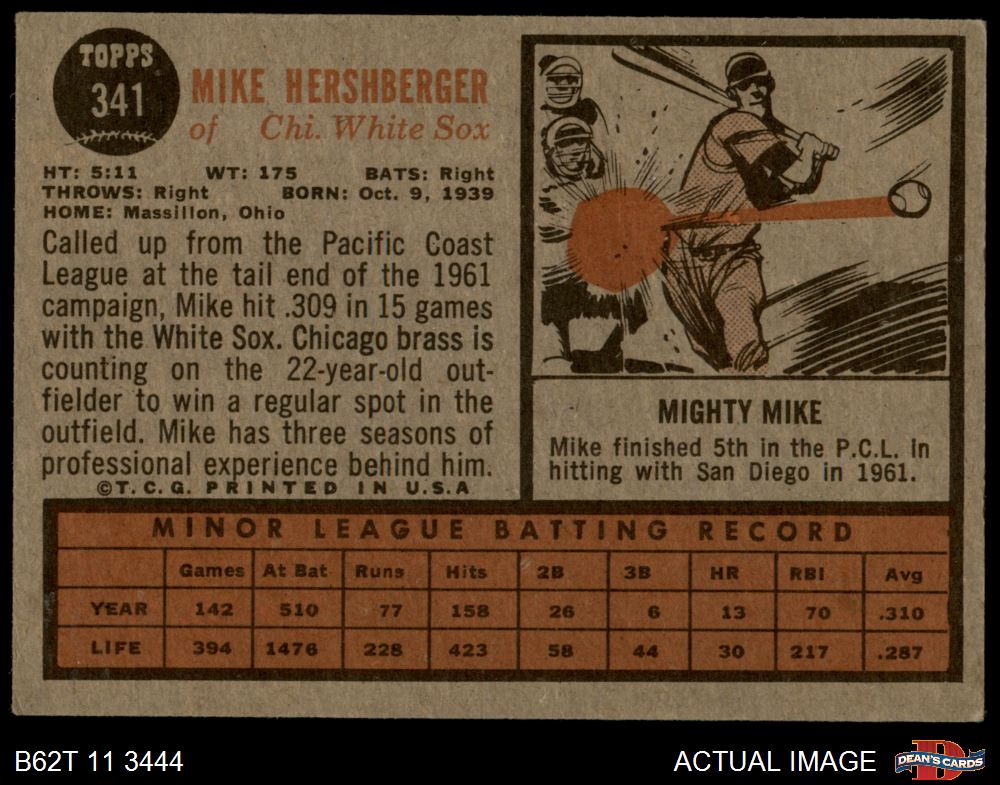 TOPPS
341
MIKE HERSHBERGER
of Chi. White Sox
HT: 5:11 WT: 175 BATS: Right
THROWS: Right BORN: Oct. 9, 1939
HOME: Massillon, Ohio
Called up from the Pacific Coast
League at the tail end of the 1961
campaign, Mike hit .309 in 15 games
with the White Sox. Chicago brass is
counting on the 22-year-old out-
fielder to win a regular spot in the
outfield. Mike has three seasons of
professional experience behind him.
©T.C.G. PRINTED IN U.S.A
MIGHTY MIKE
Mike finished 5th in the P.C.L. in
hitting with San Diego in 1961.
MINOR LEAGUE BATTING RECORD
Games At Bat Runs Hits 2B 3B HR RBI Avg
YEAR 142 510 77 158 26 6 13 70 .310
LIFE 394 1476 228 423 58 44 30 217 .287
B62T 11 3444
ACTUAL IMAGE
DEAN'S CARDS